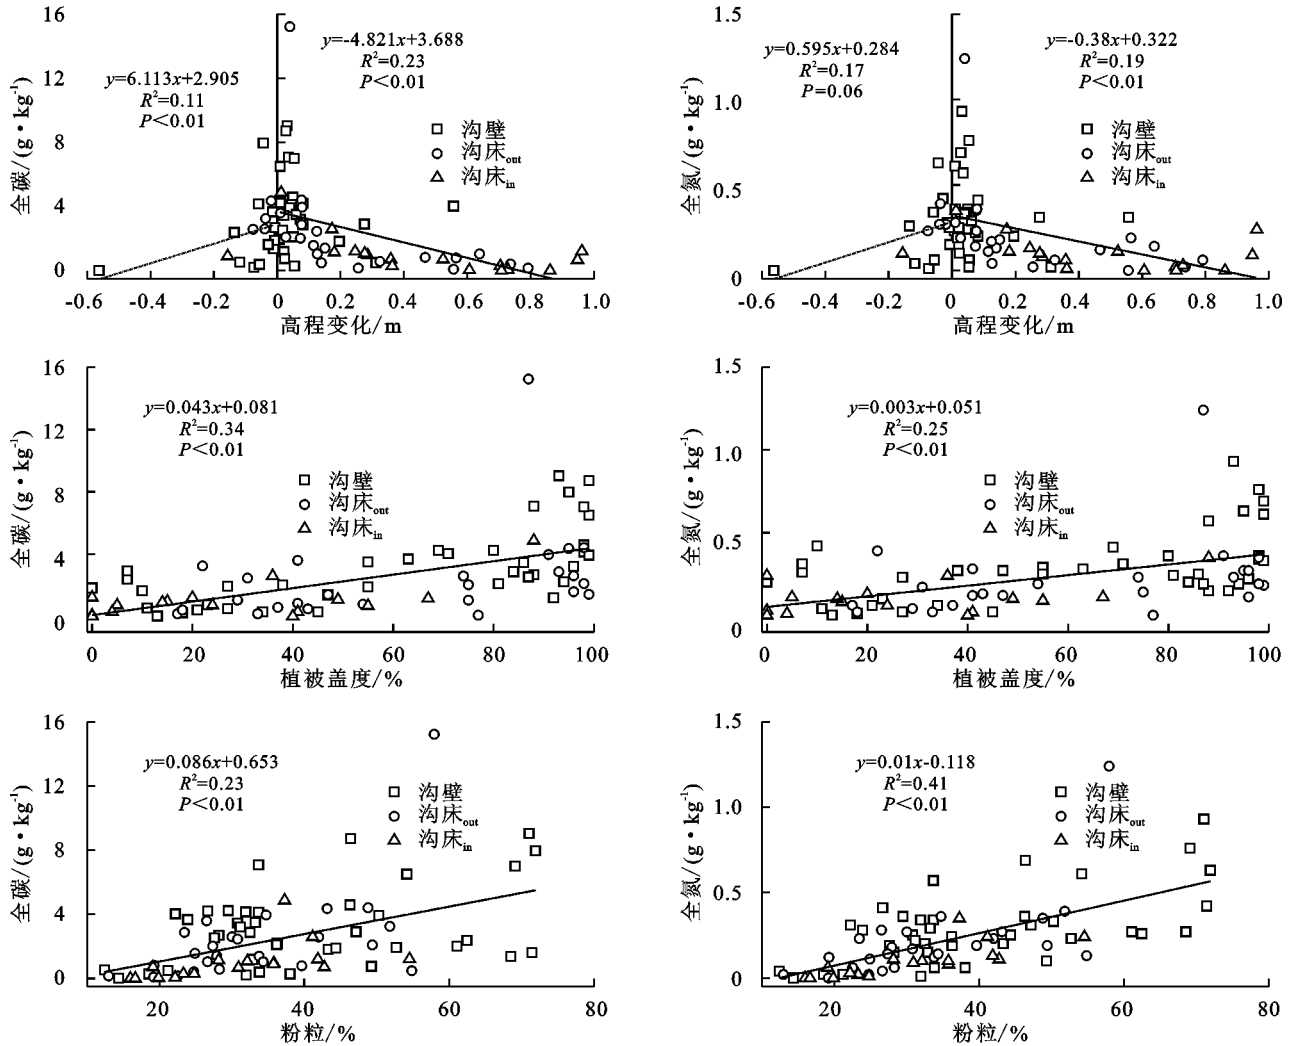 16
12
8
4
0
全碳/(g·kg⁻¹)
y=6.113x+2.905
R²=0.11
P<0.01
y=-4.821x+3.688
R²=0.23
P<0.01
沟壁
沟床out
沟床in
-0.6 -0.4 -0.2 0 0.2 0.4 0.6 0.8 1.0
高程变化/m
1.5
1.0
0.5
0
全氮/(g·kg⁻¹)
y=0.595x+0.284
R²=0.17
P=0.06
y=-0.38x+0.322
R²=0.19
P<0.01
沟壁
沟床out
沟床in
-0.6 -0.4 -0.2 0 0.2 0.4 0.6 0.8 1.0
高程变化/m
16
12
8
4
0
全碳/(g·kg⁻¹)
y=0.043x+0.081
R²=0.34
P<0.01
沟壁
沟床out
沟床in
0 20 40 60 80 100
植被盖度/%
1.5
1.0
0.5
0
全氮/(g·kg⁻¹)
y=0.003x+0.051
R²=0.25
P<0.01
沟壁
沟床out
沟床in
0 20 40 60 80 100
植被盖度/%
16
12
8
4
0
全碳/(g·kg⁻¹)
y=0.086x+0.653
R²=0.23
P<0.01
沟壁
沟床out
沟床in
20 40 60 80
粉粒/%
1.5
1.0
0.5
0
全氮/(g·kg⁻¹)
y=0.01x-0.118
R²=0.41
P<0.01
沟壁
沟床out
沟床in
20 40 60 80
粉粒/%